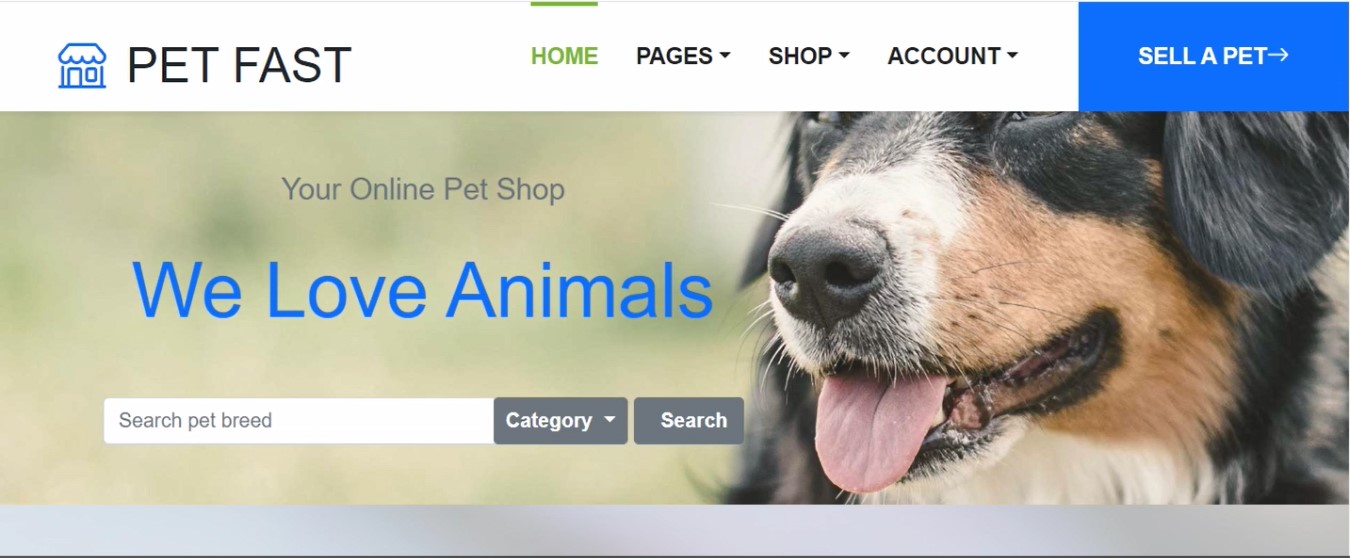 PET FAST
HOME PAGES SHOP ACCOUNT SELL A PET→
Your Online Pet Shop
We Love Animals
Search pet breed Category Search